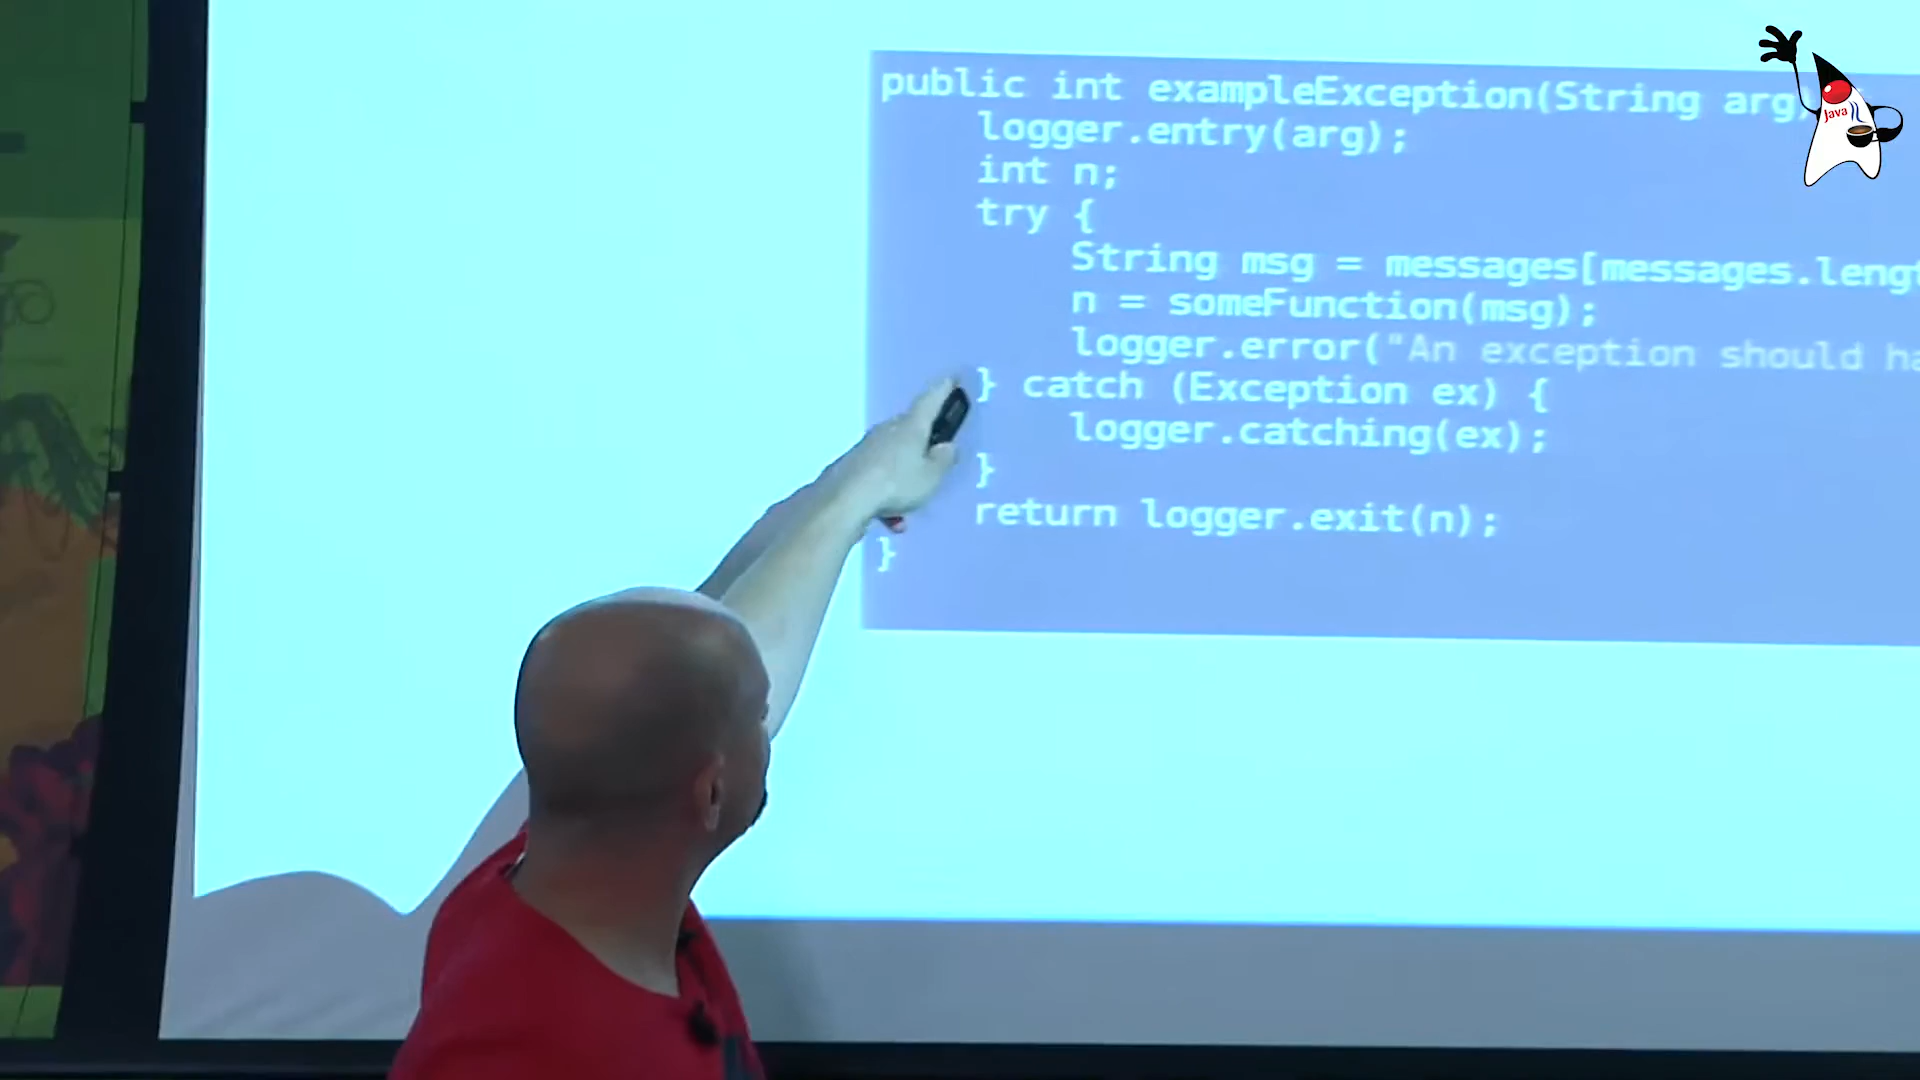 public int exampleException(String arg)
logger.entry(arg);
int n;
try {
String msg = messages[messages.lengt
n = someFunction(msg);
logger.error("An exception should ha
} catch (Exception ex) {
logger.catching(ex);
}
return logger.exit(n);
}
Java